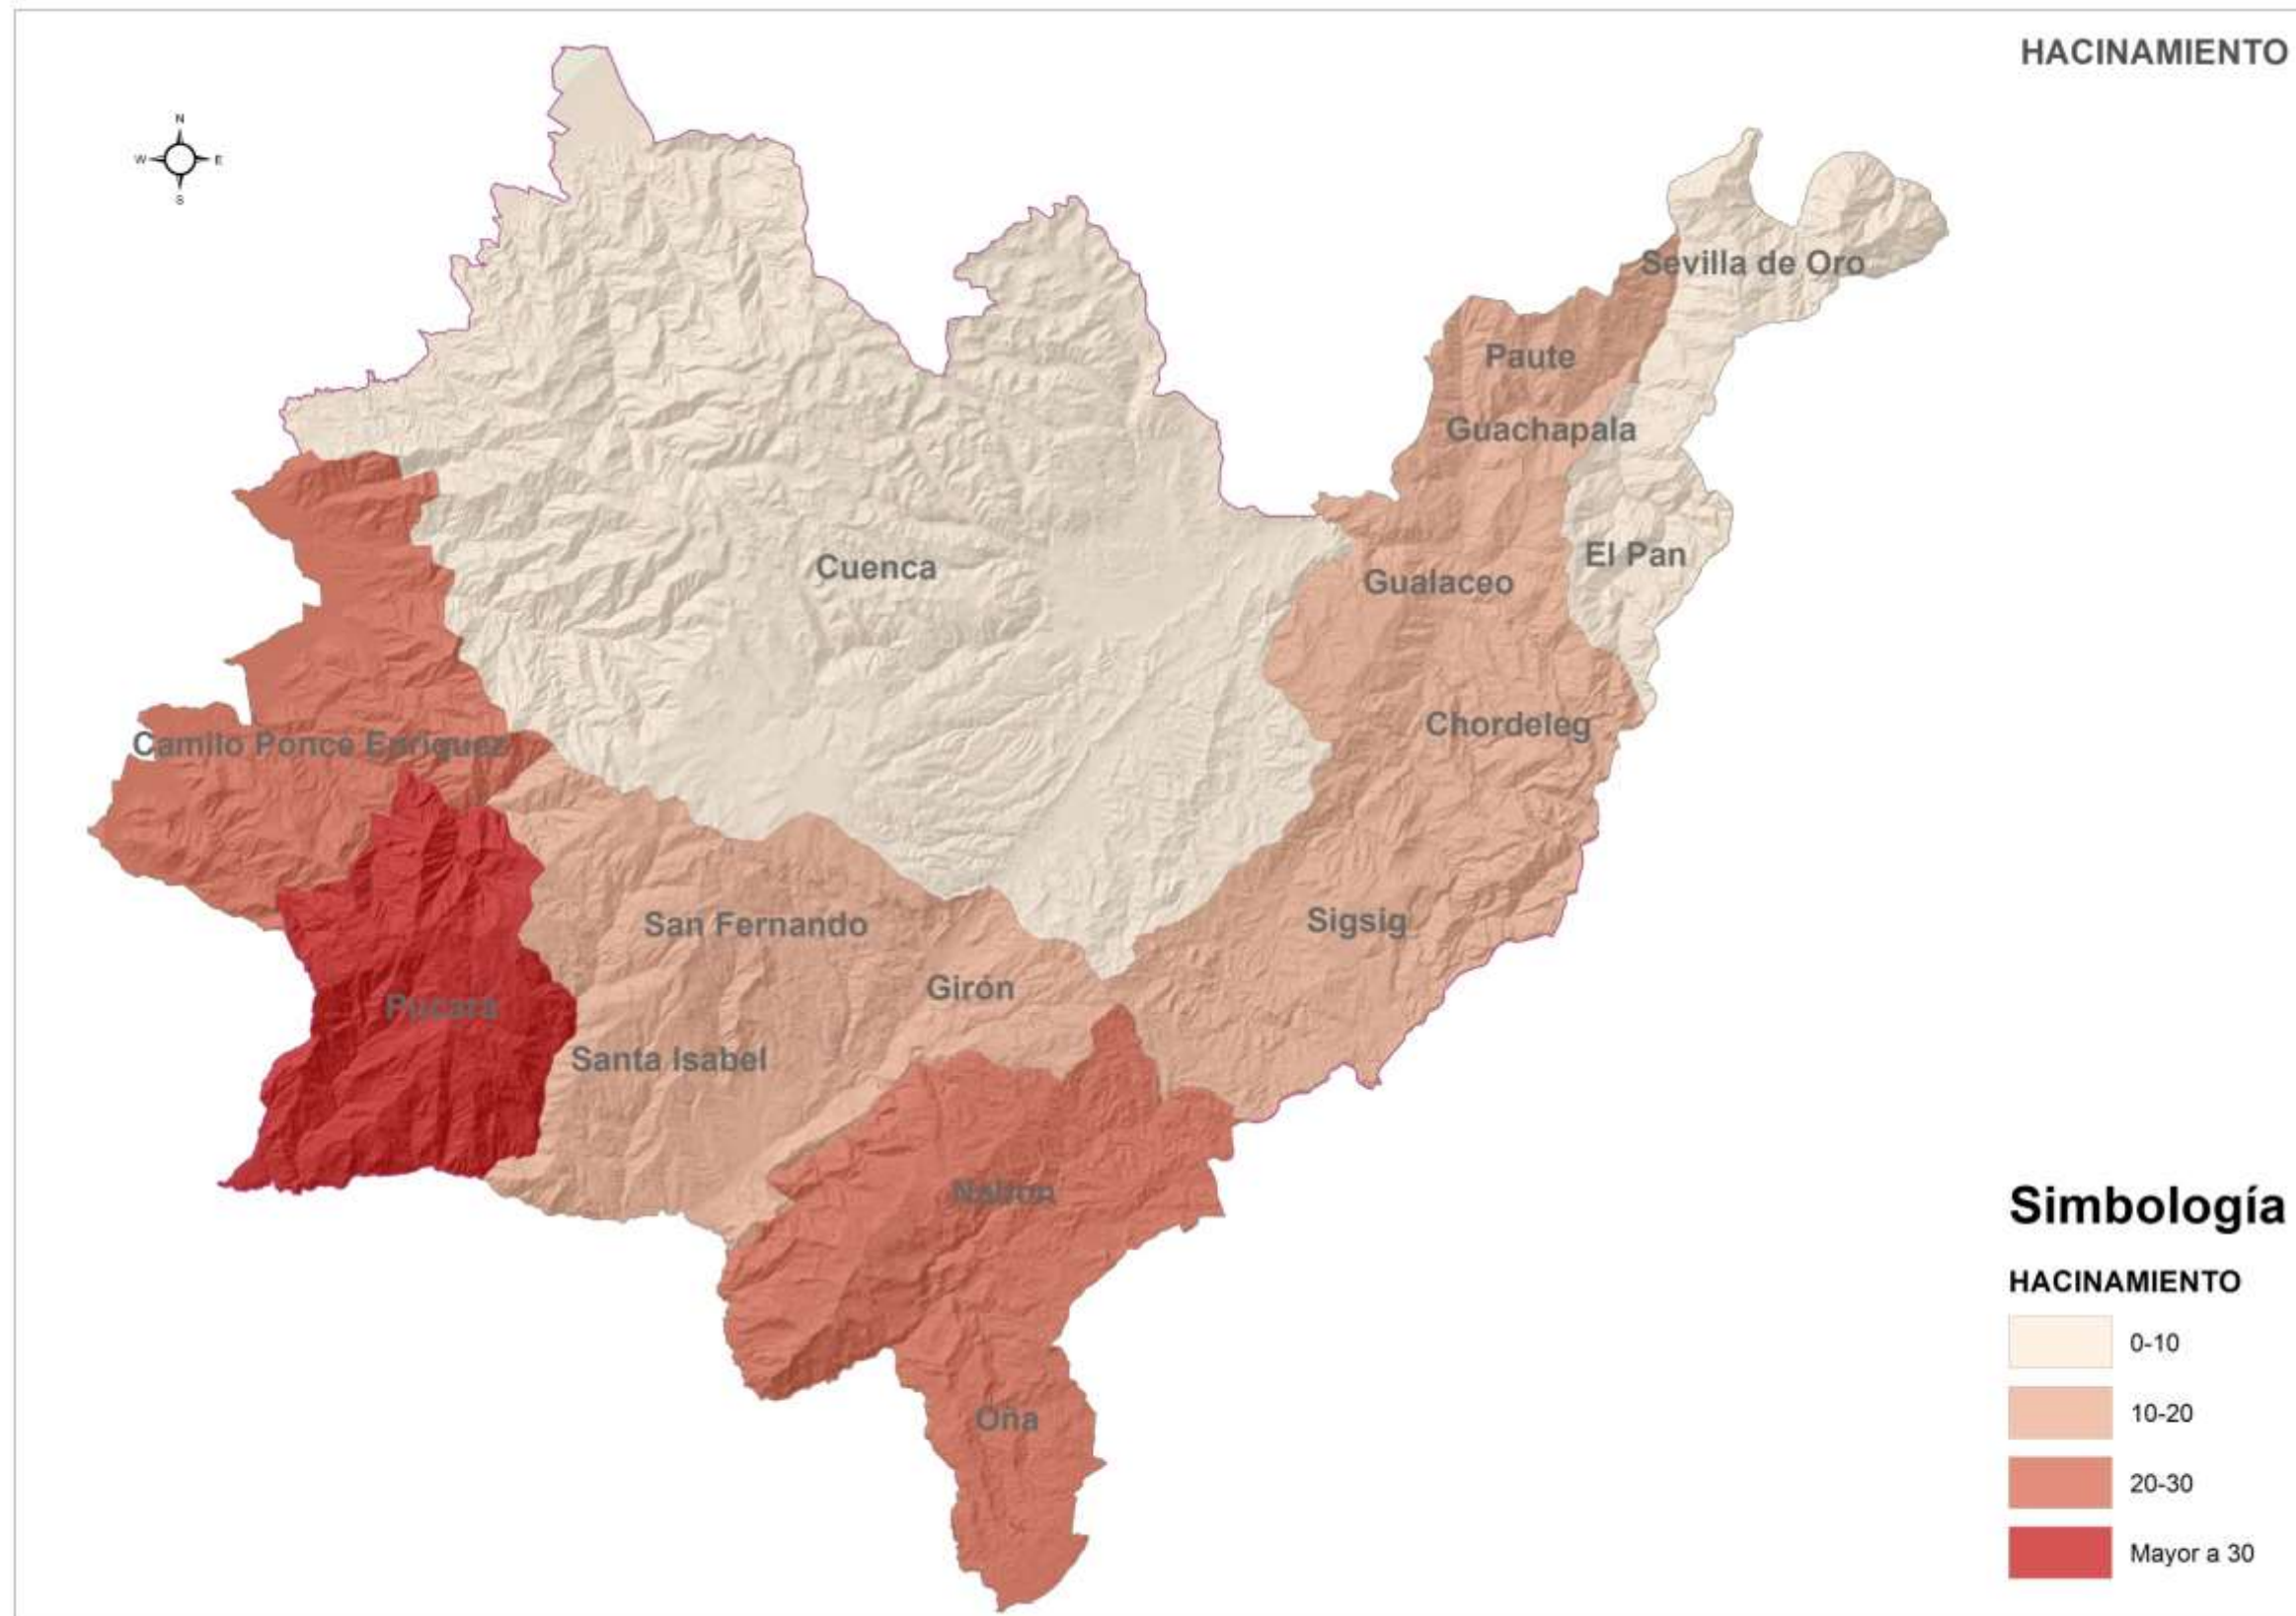 HACINAMIENTO
N
W E
S
Sevilla de Oro
Paute
Guachapala
El Pan
Cuenca
Gualaceo
Chordeleg
Camilo Ponce Enriquez
San Fernando
Sigsig
Girón
Pucara
Santa Isabel
Nabon
Oña
Simbología
HACINAMIENTO
0-10
10-20
20-30
Mayor a 30